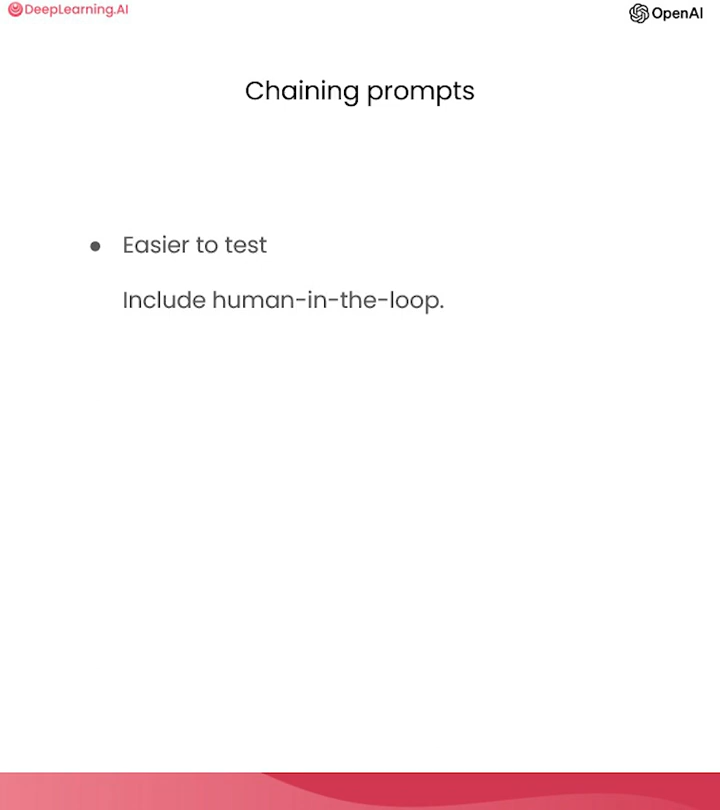 DeepLearning.AI
OpenAI
Chaining prompts
● Easier to test
Include human-in-the-loop.